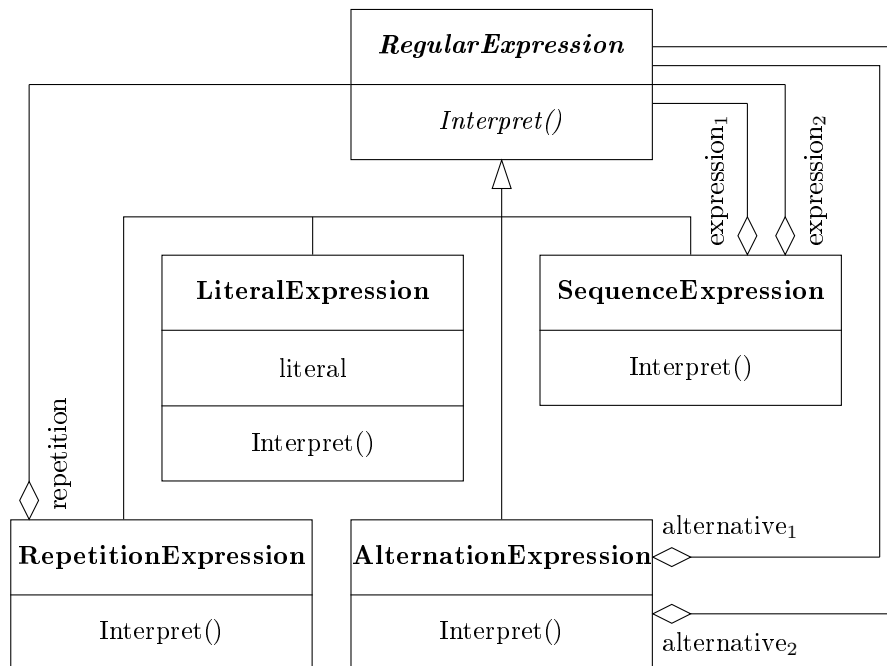 RegularExpression
Interpret()
expression₁
expression₂
LiteralExpression
literal
Interpret()
SequenceExpression
Interpret()
repetition
RepetitionExpression
Interpret()
AlternationExpression
Interpret()
alternative₁
alternative₂